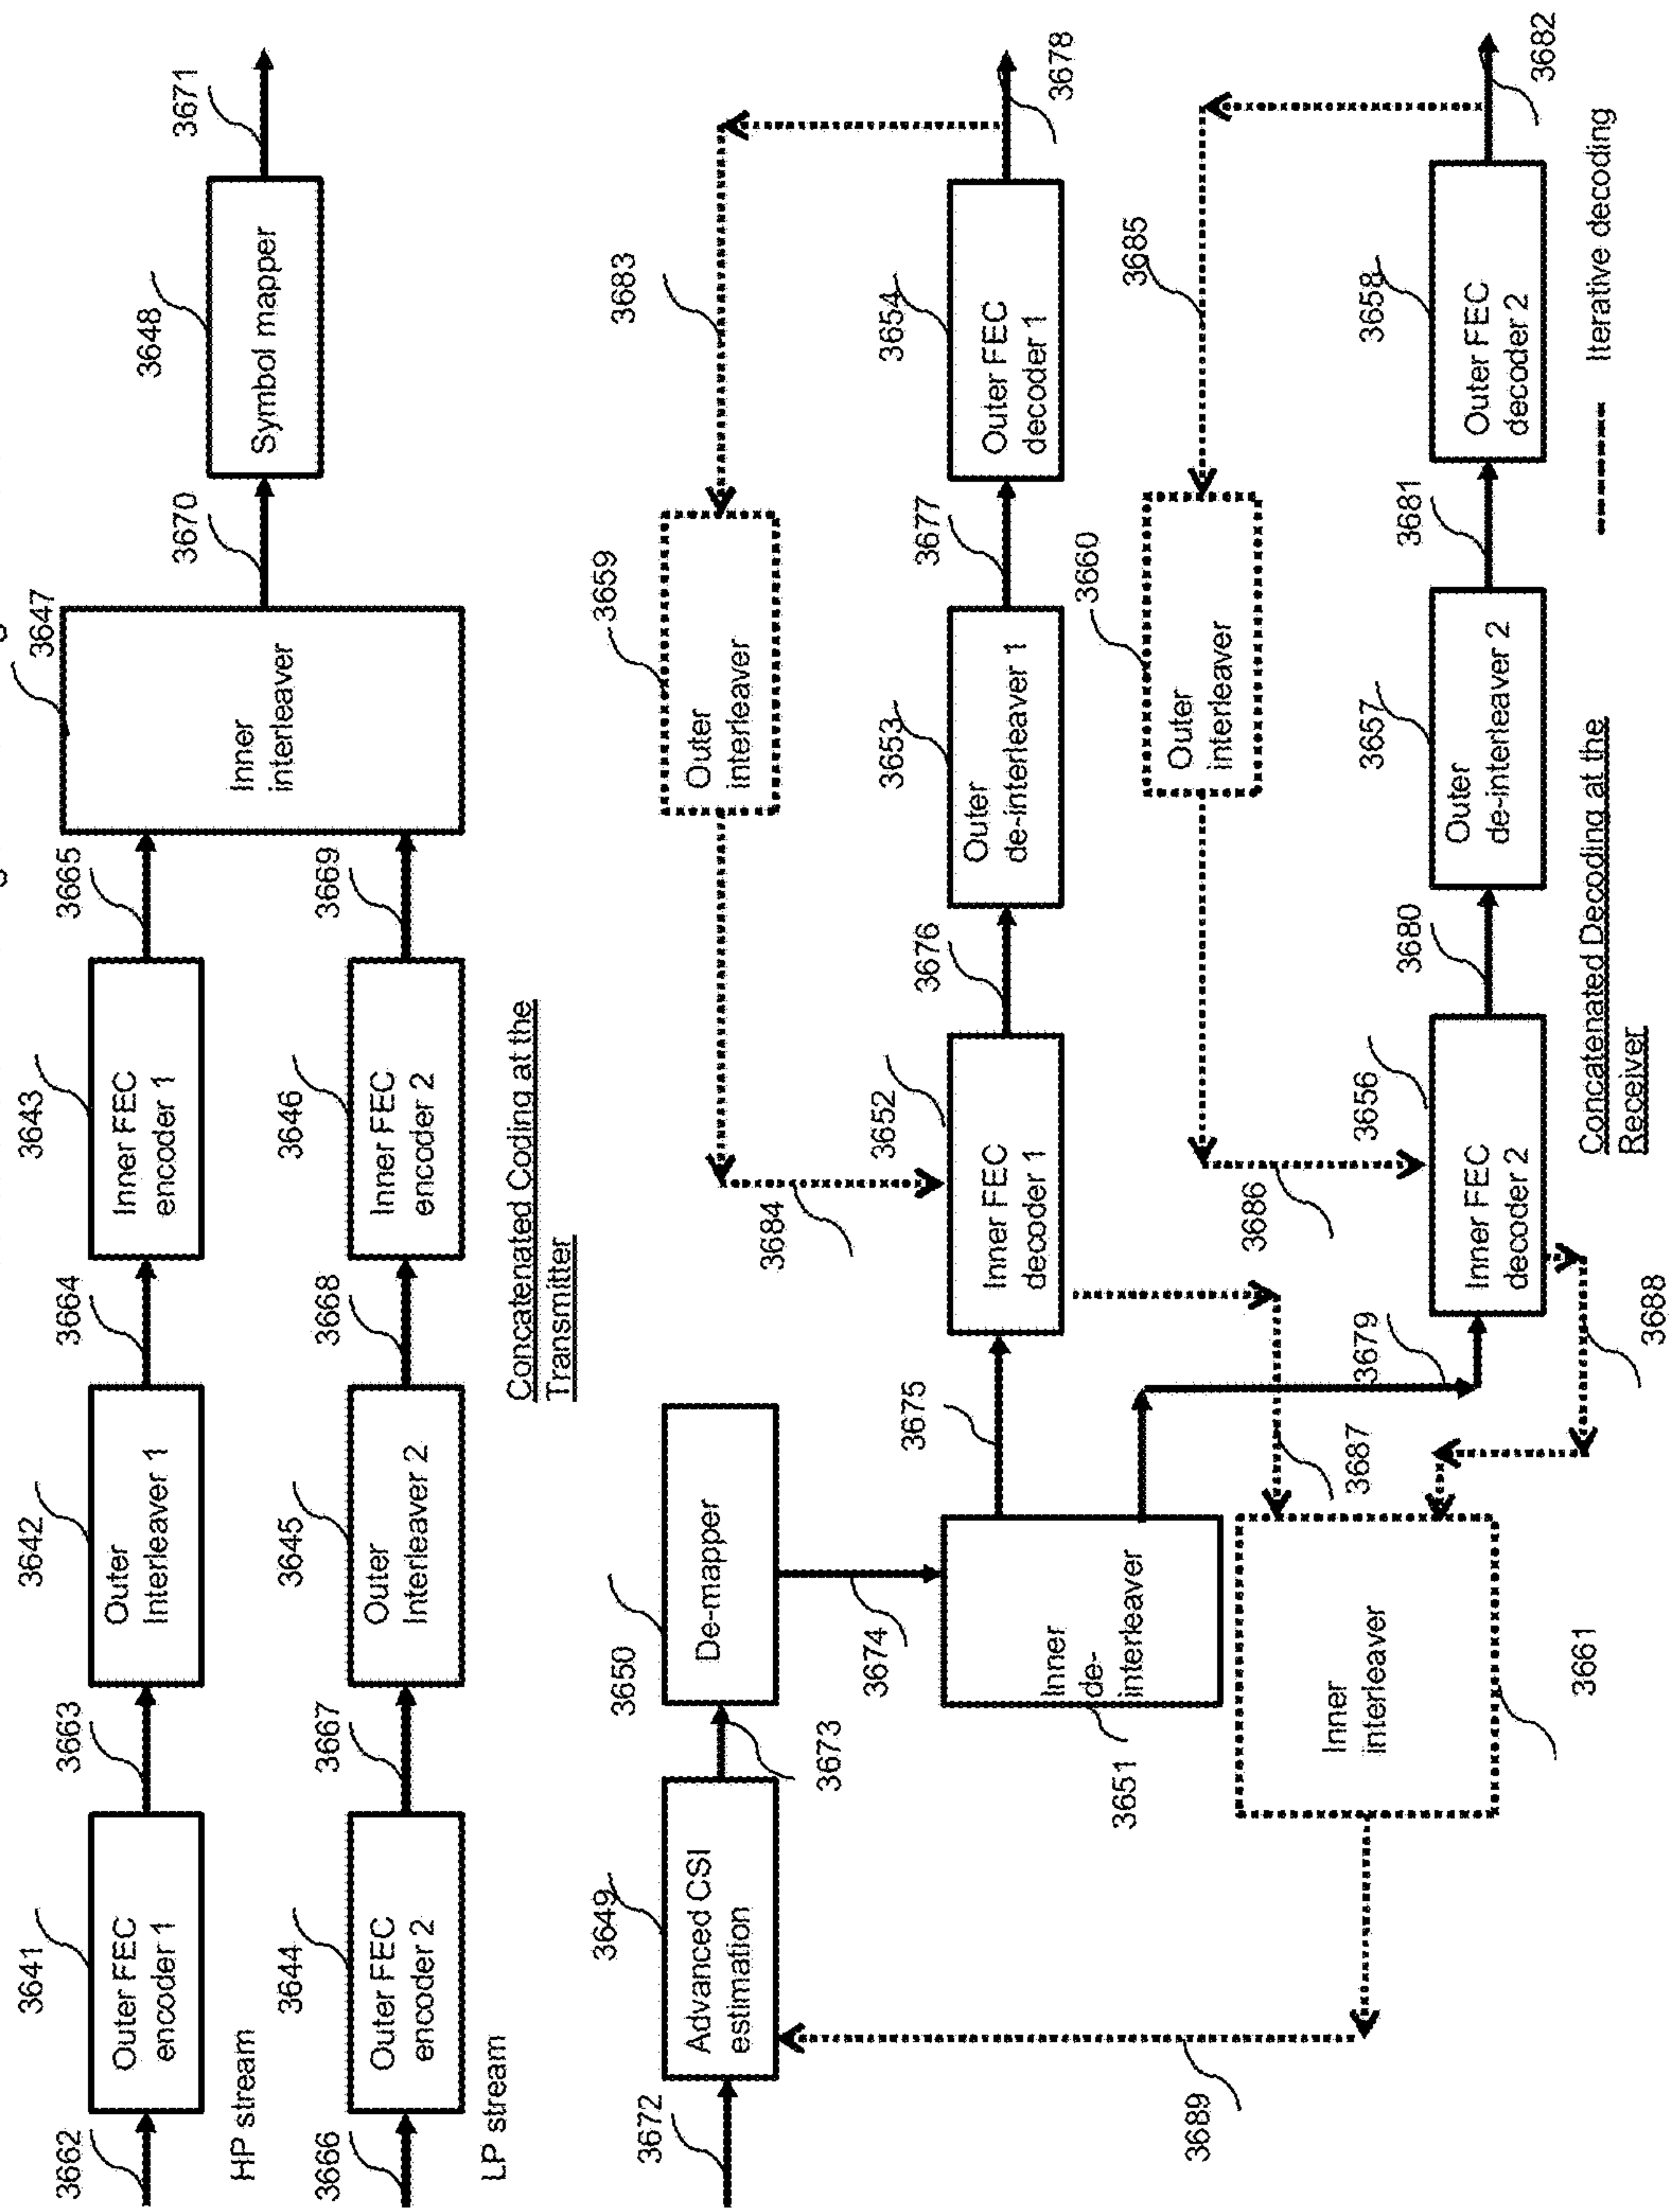 3662
3641
3663
3642
3664
3643
3665
3647
3670
3648
3671
Outer FEC
encoder 1
Outer
Interleaver 1
Inner FEC
encoder 1
Inner
interleaver
Symbol mapper
HP stream
3666
3644
3667
3645
3668
3646
3669
Outer FEC
encoder 2
Outer
Interleaver 2
Inner FEC
encoder 2
LP stream
Concatenated Coding at the
Transmitter
3672
3649
3673
3650
3684
3659
3683
Advanced CSI
estimation
De-mapper
Outer
interleaver
3674
3675
3652
3676
3653
3677
3654
3678
Inner
de-
interleaver
3651
Inner FEC
decoder 1
Outer
de-interleaver 1
Outer FEC
decoder 1
3660
3685
Outer
interleaver
3686
3689
Inner
interleaver
3661
3687
3679
3688
3656
3680
3657
3681
3658
3682
Inner FEC
decoder 2
Outer
de-interleaver 2
Outer FEC
decoder 2
Concatenated Decoding at the
Receiver
Iterative decoding